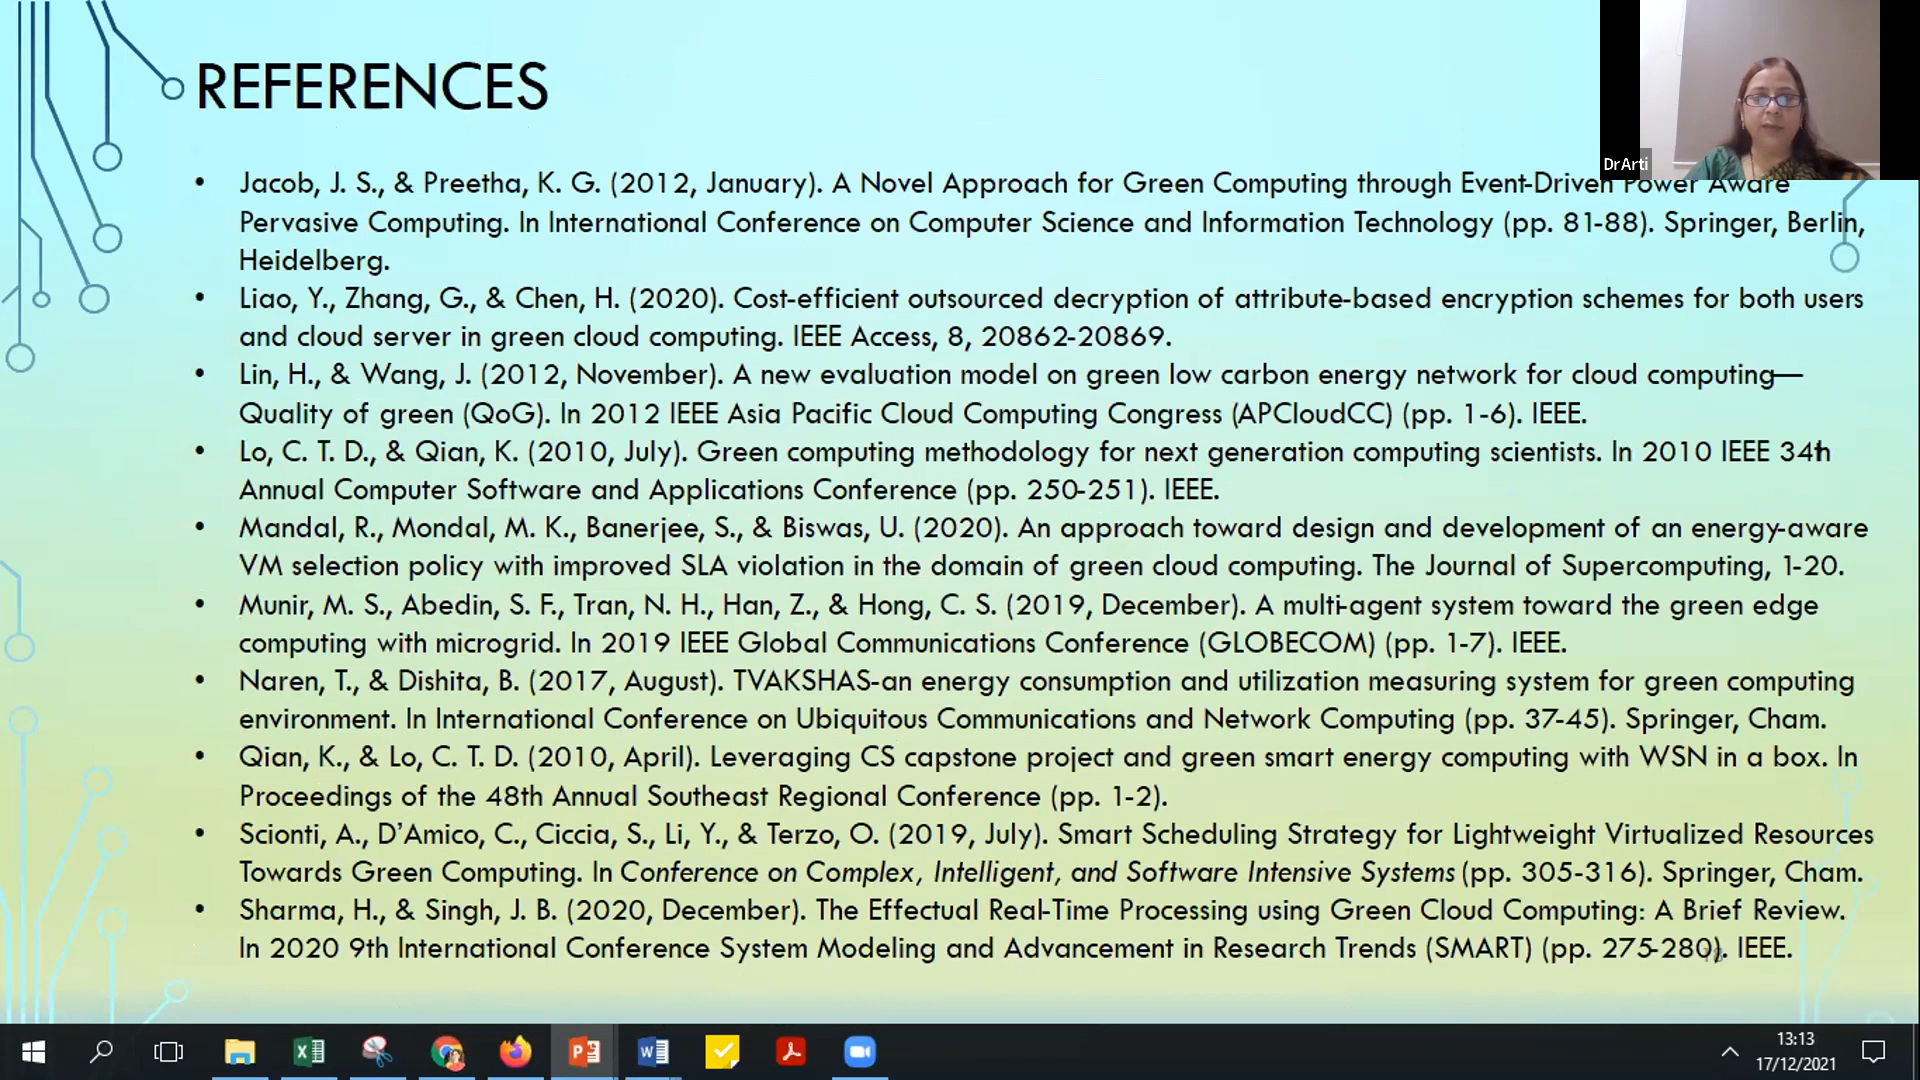 REFERENCES
DrArti
• Jacob, J. S., & Preetha, K. G. (2012, January). A Novel Approach for Green Computing through Event-Driven Power Aware
Pervasive Computing. In International Conference on Computer Science and Information Technology (pp. 81-88). Springer, Berlin,
Heidelberg.
• Liao, Y., Zhang, G., & Chen, H. (2020). Cost-efficient outsourced decryption of attribute-based encryption schemes for both users
and cloud server in green cloud computing. IEEE Access, 8, 20862-20869.
• Lin, H., & Wang, J. (2012, November). A new evaluation model on green low carbon energy network for cloud computing—
Quality of green (QoG). In 2012 IEEE Asia Pacific Cloud Computing Congress (APCloudCC) (pp. 1-6). IEEE.
• Lo, C. T. D., & Qian, K. (2010, July). Green computing methodology for next generation computing scientists. In 2010 IEEE 34th
Annual Computer Software and Applications Conference (pp. 250-251). IEEE.
• Mandal, R., Mondal, M. K., Banerjee, S., & Biswas, U. (2020). An approach toward design and development of an energy-aware
VM selection policy with improved SLA violation in the domain of green cloud computing. The Journal of Supercomputing, 1-20.
• Munir, M. S., Abedin, S. F., Tran, N. H., Han, Z., & Hong, C. S. (2019, December). A multi-agent system toward the green edge
computing with microgrid. In 2019 IEEE Global Communications Conference (GLOBECOM) (pp. 1-7). IEEE.
• Naren, T., & Dishita, B. (2017, August). TVAKSHAS-an energy consumption and utilization measuring system for green computing
environment. In International Conference on Ubiquitous Communications and Network Computing (pp. 37-45). Springer, Cham.
• Qian, K., & Lo, C. T. D. (2010, April). Leveraging CS capstone project and green smart energy computing with WSN in a box. In
Proceedings of the 48th Annual Southeast Regional Conference (pp. 1-2).
• Scionti, A., D’Amico, C., Ciccia, S., Li, Y., & Terzo, O. (2019, July). Smart Scheduling Strategy for Lightweight Virtualized Resources
Towards Green Computing. In Conference on Complex, Intelligent, and Software Intensive Systems (pp. 305-316). Springer, Cham.
• Sharma, H., & Singh, J. B. (2020, December). The Effectual Real-Time Processing using Green Cloud Computing: A Brief Review.
In 2020 9th International Conference System Modeling and Advancement in Research Trends (SMART) (pp. 275-280). IEEE.
13:13
17/12/2021